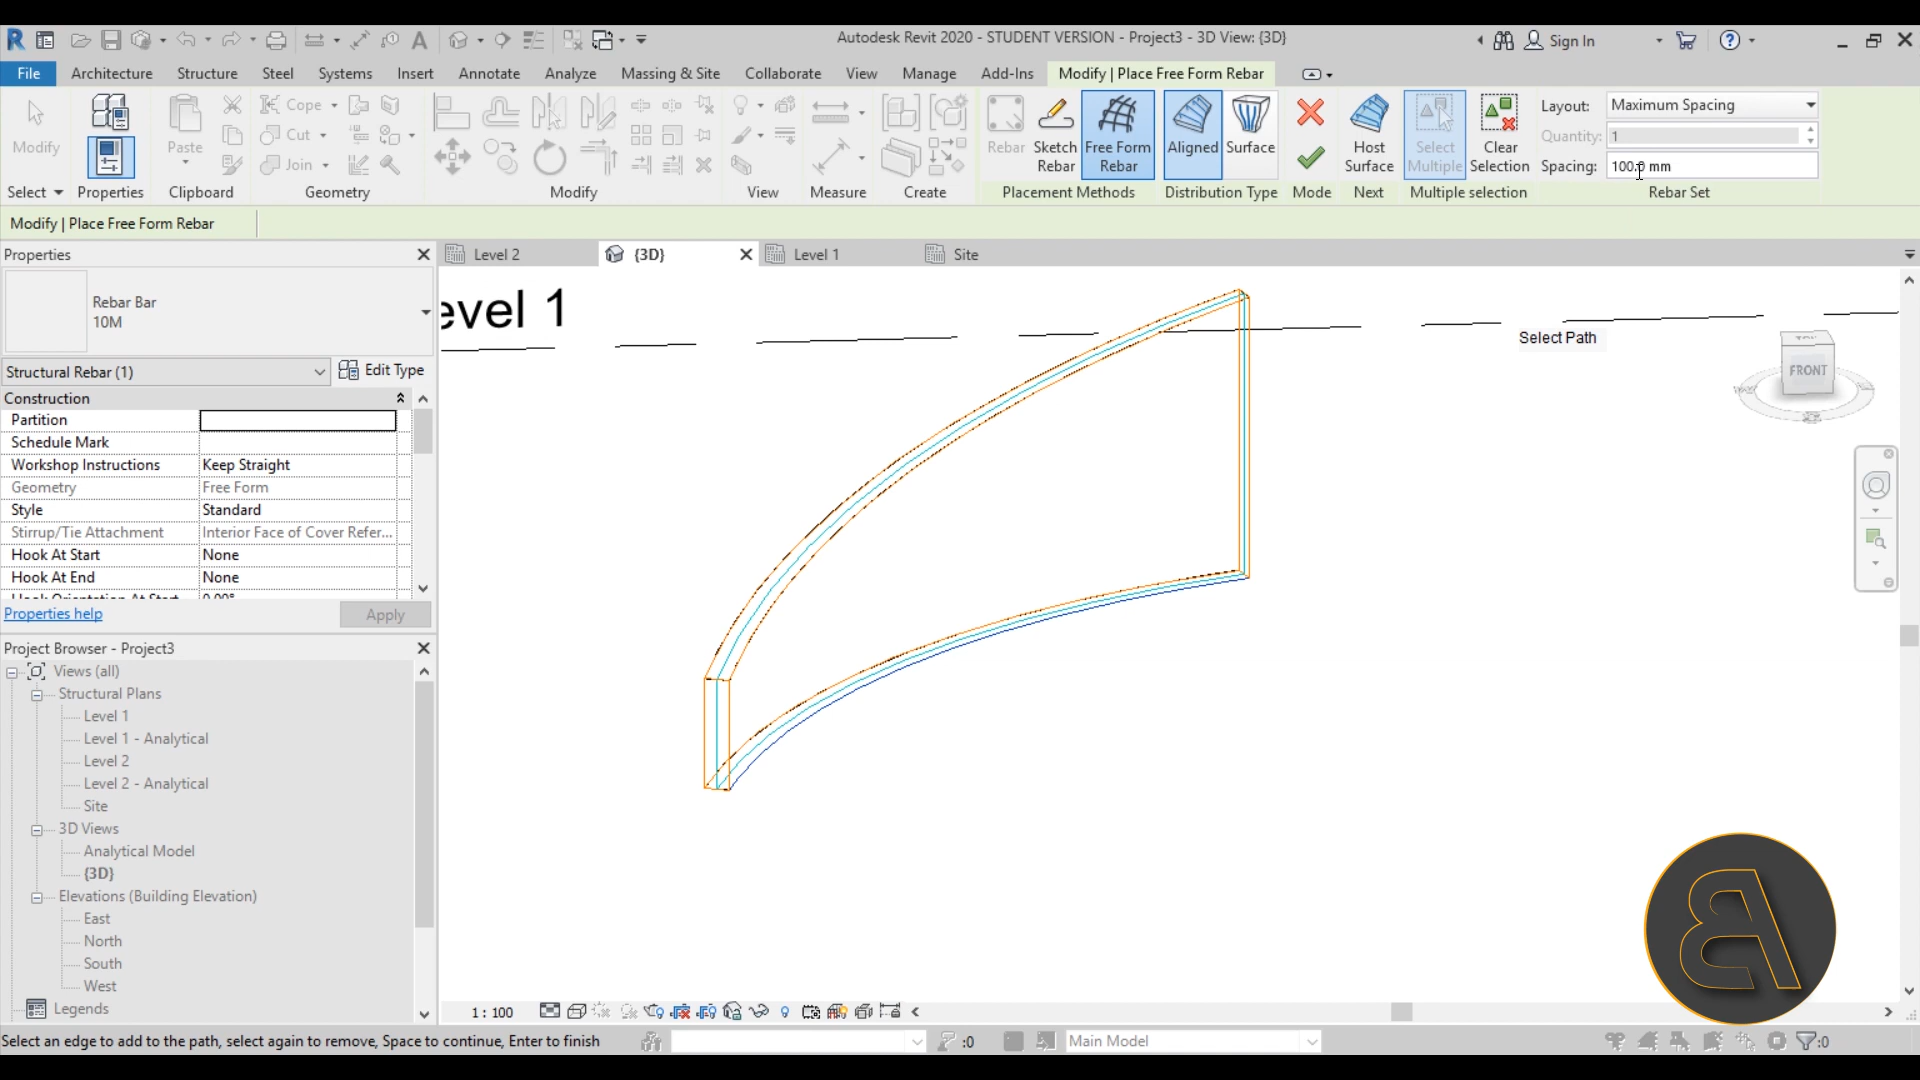 Autodesk Revit 2020 - STUDENT VERSION - Project3 - 3D View: {3D}
Sign In
File Architecture Structure Steel Systems Insert Annotate Analyze Massing & Site Collaborate View Manage Add-Ins Modify | Place Free Form Rebar
Modify
Paste
Cope
Cut
Join
Rebar
Sketch Rebar
Free Form Rebar
Aligned
Surface
Host Surface
Select Multiple
Clear Selection
Layout: Maximum Spacing
Quantity: 1
Spacing: 100.0 mm
Select Properties Clipboard Geometry Modify View Measure Create Placement Methods Distribution Type Mode Next Multiple selection Rebar Set
Modify | Place Free Form Rebar
Properties
Level 2 {3D} Level 1 Site
Rebar Bar
10M
Structural Rebar (1) Edit Type
Construction
Partition
Schedule Mark
Workshop Instructions Keep Straight
Geometry Free Form
Style Standard
Stirrup/Tie Attachment Interior Face of Cover Refer...
Hook At Start None
Hook At End None
Hook Orientation At Start 0.00°
Properties help Apply
Project Browser - Project3
Views (all)
Structural Plans
Level 1
Level 1 - Analytical
Level 2
Level 2 - Analytical
Site
3D Views
Analytical Model
{3D}
Elevations (Building Elevation)
East
North
South
West
Legends
evel 1
Select Path
FRONT
1 : 100
Select an edge to add to the path, select again to remove, Space to continue, Enter to finish
:0
Main Model
:0